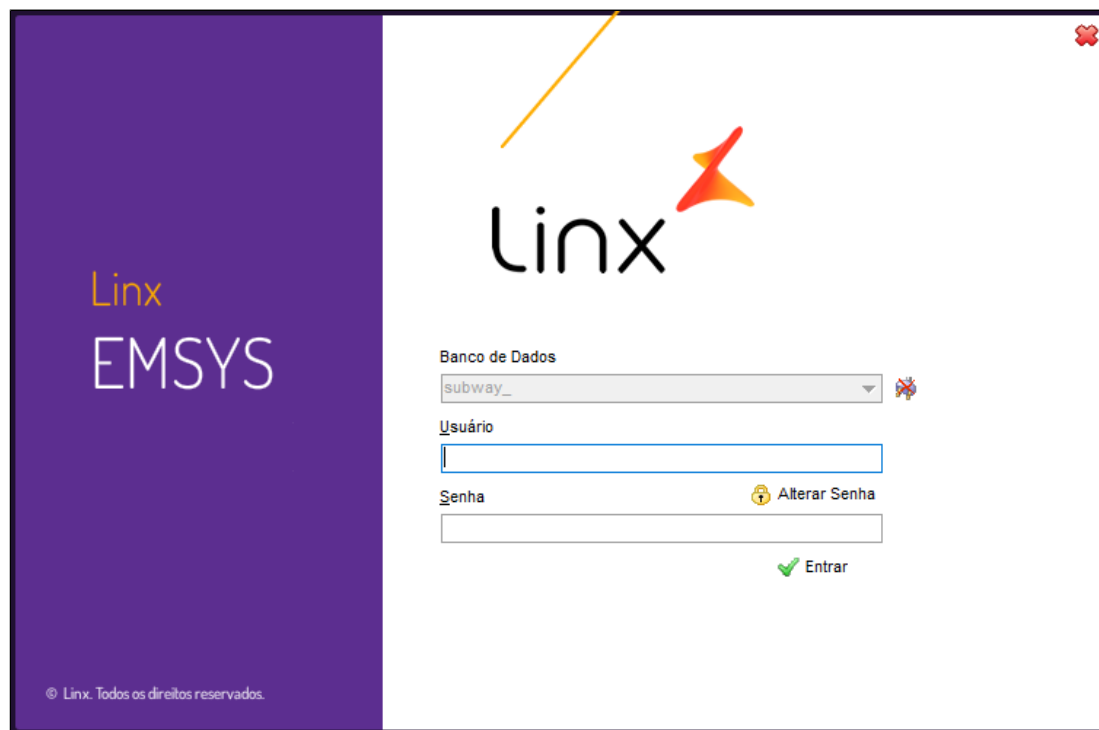 Linx
EMSYS
© Linx. Todos os direitos reservados.
Linx
Banco de Dados
subway_
Usuário
Senha
Alterar Senha
Entrar